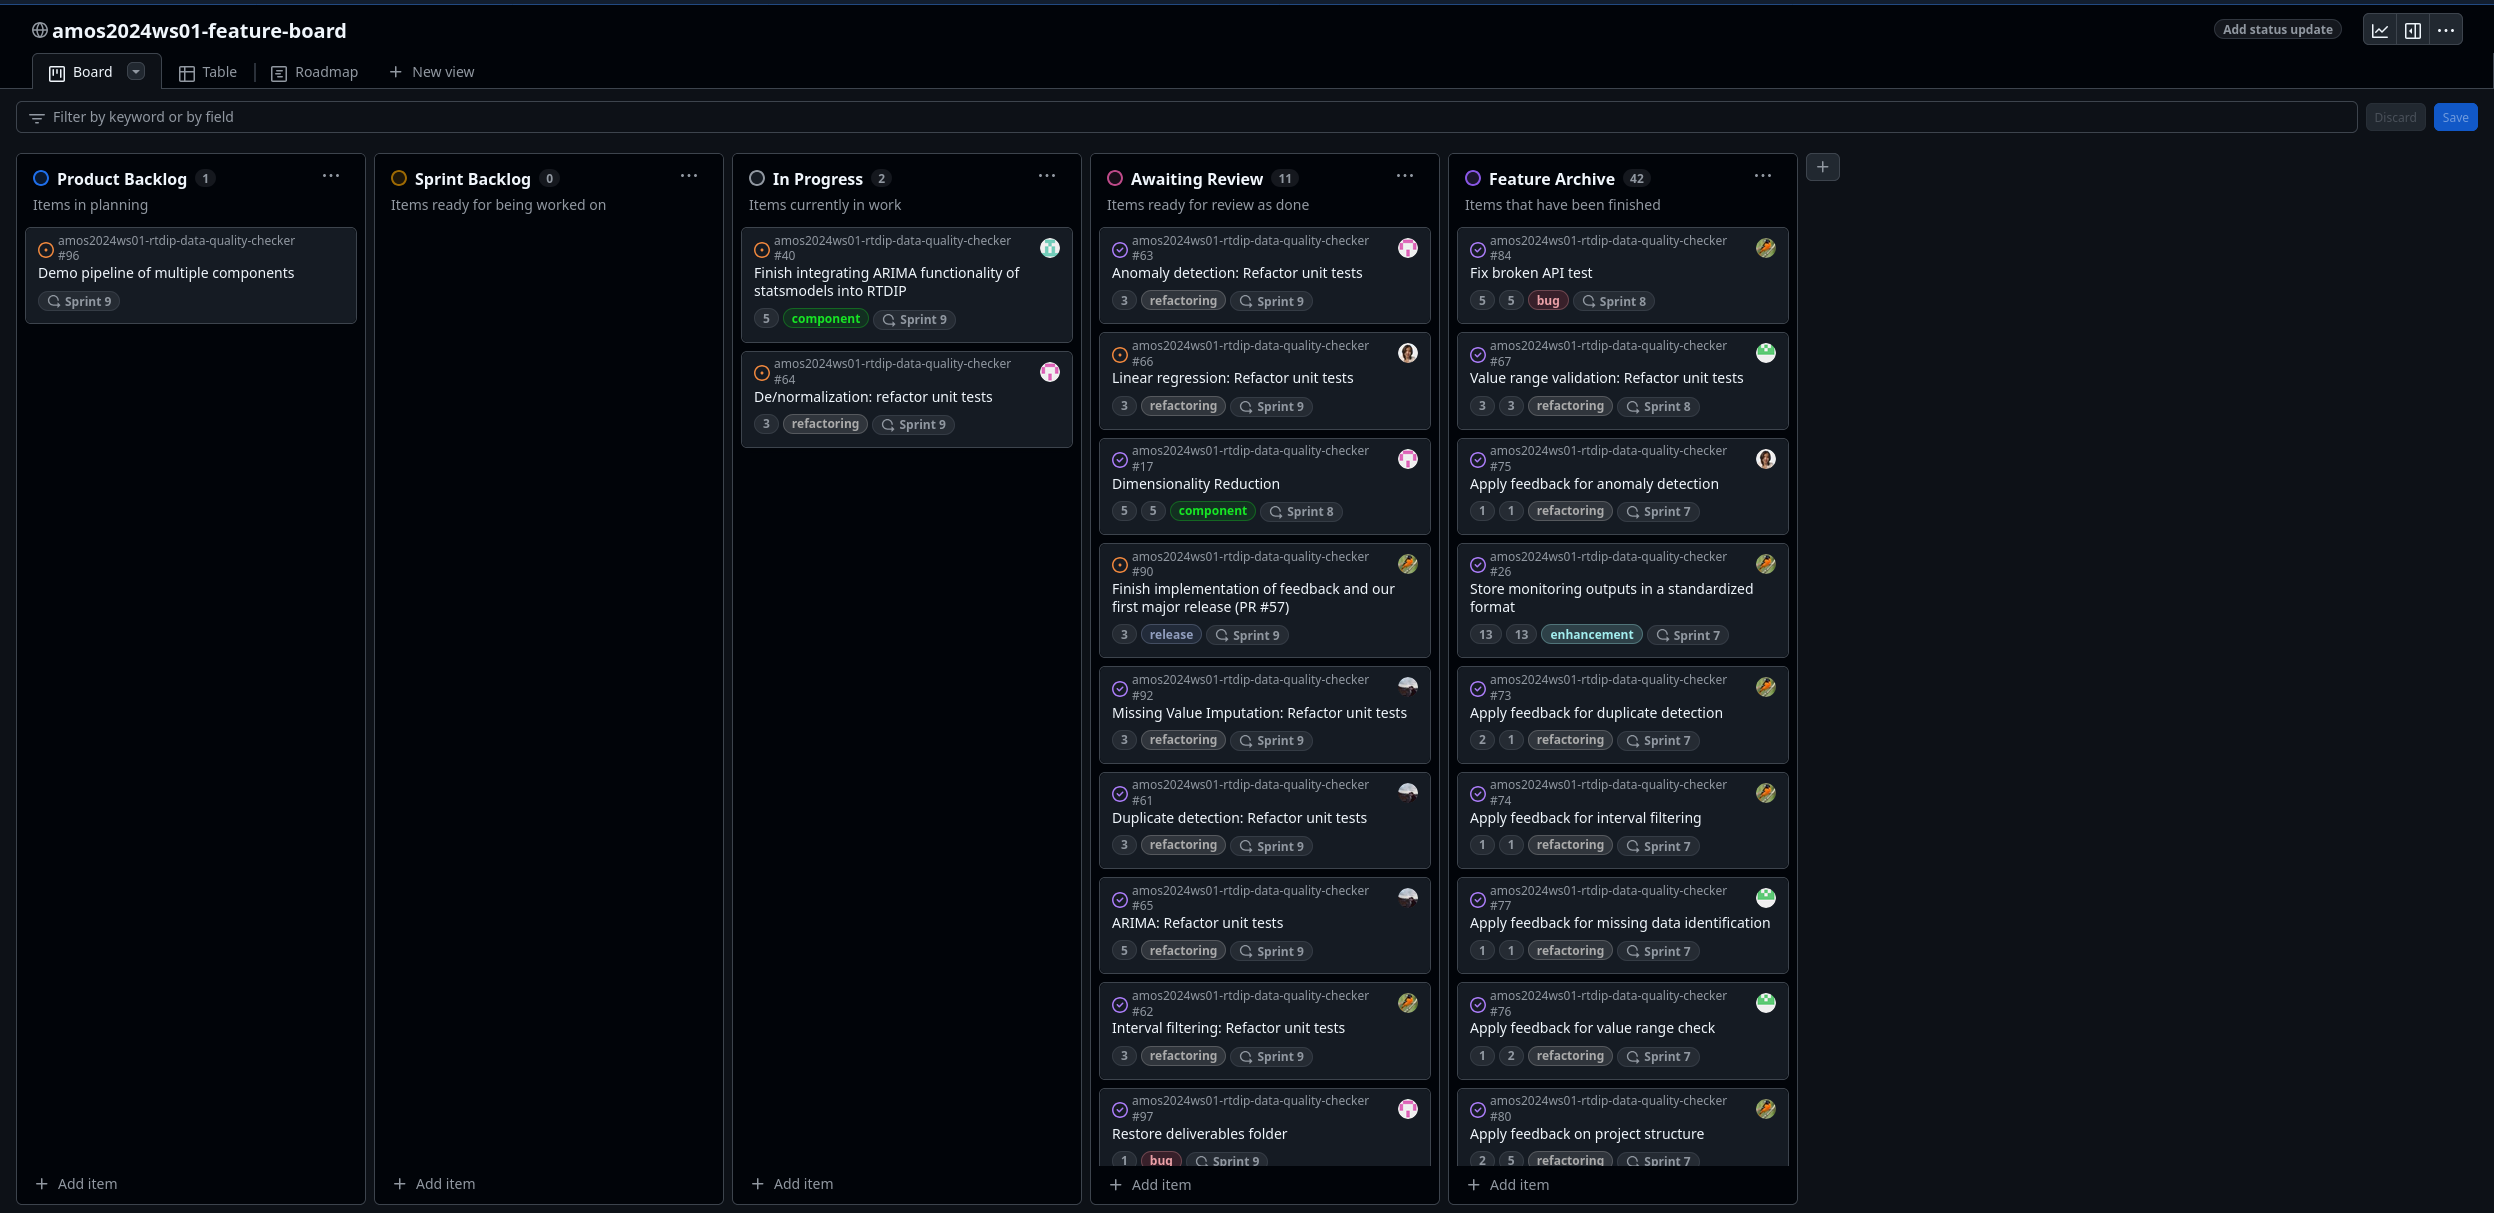 amos2024ws01-feature-board
Add status update
Board
Table
Roadmap
New view
Filter by keyword or by field
Discard
Save
Product Backlog 1
Items in planning
amos2024ws01-rtdip-data-quality-checker
#96
Demo pipeline of multiple components
Sprint 9
Add item
Sprint Backlog 0
Items ready for being worked on
Add item
In Progress 2
Items currently in work
amos2024ws01-rtdip-data-quality-checker
#40
Finish integrating ARIMA functionality of
statsmodels into RTDIP
5 component Sprint 9
amos2024ws01-rtdip-data-quality-checker
#64
De/normalization: refactor unit tests
3 refactoring Sprint 9
Add item
Awaiting Review 11
Items ready for review as done
amos2024ws01-rtdip-data-quality-checker
#63
Anomaly detection: Refactor unit tests
3 refactoring Sprint 9
amos2024ws01-rtdip-data-quality-checker
#66
Linear regression: Refactor unit tests
3 refactoring Sprint 9
amos2024ws01-rtdip-data-quality-checker
#17
Dimensionality Reduction
5 5 component Sprint 8
amos2024ws01-rtdip-data-quality-checker
#90
Finish implementation of feedback and our
first major release (PR #57)
3 release Sprint 9
amos2024ws01-rtdip-data-quality-checker
#92
Missing Value Imputation: Refactor unit tests
3 refactoring Sprint 9
amos2024ws01-rtdip-data-quality-checker
#61
Duplicate detection: Refactor unit tests
3 refactoring Sprint 9
amos2024ws01-rtdip-data-quality-checker
#65
ARIMA: Refactor unit tests
5 refactoring Sprint 9
amos2024ws01-rtdip-data-quality-checker
#62
Interval filtering: Refactor unit tests
3 refactoring Sprint 9
amos2024ws01-rtdip-data-quality-checker
#97
Restore deliverables folder
1 bug Sprint 9
Add item
Feature Archive 42
Items that have been finished
amos2024ws01-rtdip-data-quality-checker
#84
Fix broken API test
5 5 bug Sprint 8
amos2024ws01-rtdip-data-quality-checker
#67
Value range validation: Refactor unit tests
3 3 refactoring Sprint 8
amos2024ws01-rtdip-data-quality-checker
#75
Apply feedback for anomaly detection
1 1 refactoring Sprint 7
amos2024ws01-rtdip-data-quality-checker
#26
Store monitoring outputs in a standardized
format
13 13 enhancement Sprint 7
amos2024ws01-rtdip-data-quality-checker
#73
Apply feedback for duplicate detection
2 1 refactoring Sprint 7
amos2024ws01-rtdip-data-quality-checker
#74
Apply feedback for interval filtering
1 1 refactoring Sprint 7
amos2024ws01-rtdip-data-quality-checker
#77
Apply feedback for missing data identification
1 1 refactoring Sprint 7
amos2024ws01-rtdip-data-quality-checker
#76
Apply feedback for value range check
1 2 refactoring Sprint 7
amos2024ws01-rtdip-data-quality-checker
#80
Apply feedback on project structure
2 5 refactoring Sprint 7
Add item